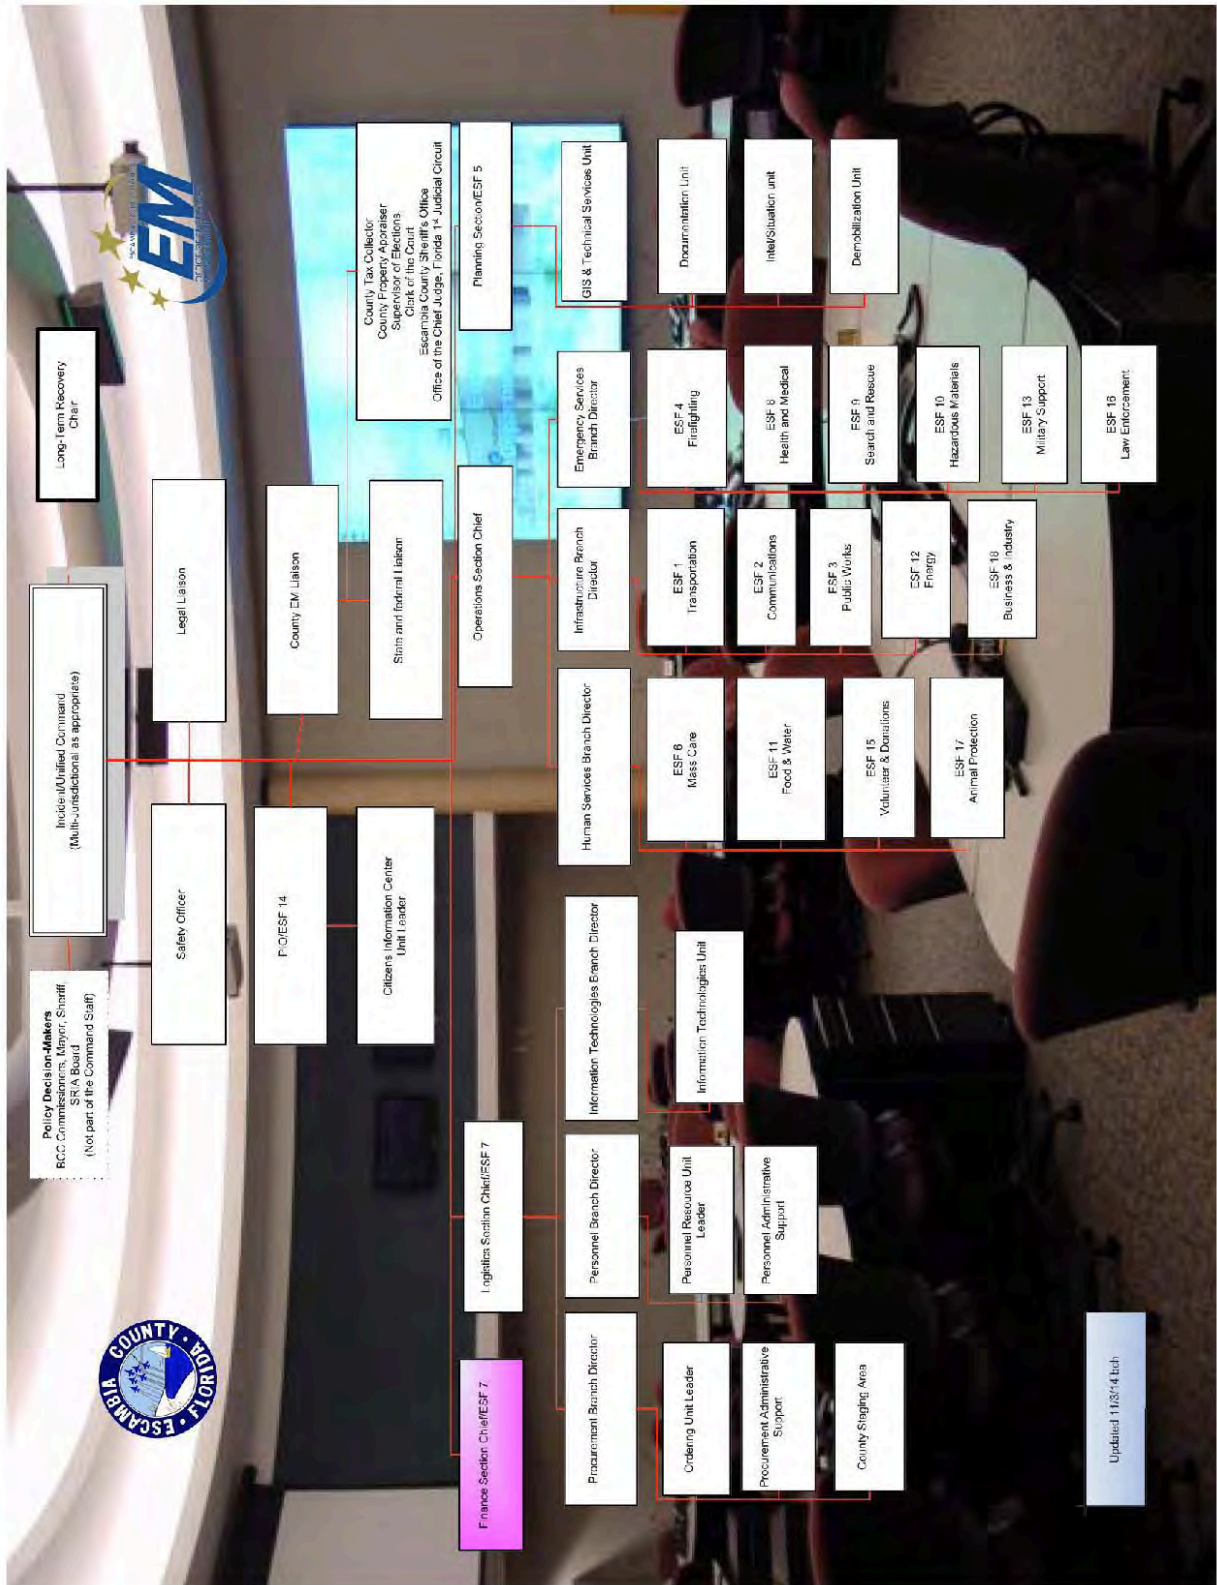 Policy Decision-Makers
BCC Commissioners, Mayor, Sheriff,
SRIA Board
(Not part of the Command Staff)
Incident/Unified Command
(Multi-Jurisdictional as appropriate)
Long-Term Recovery
Chair
ESCAMBIA COUNTY • FLORIDA •
EM
Safety Officer
Legal Liaison
PIO/ESF 14
County EM Liaison
Citizens Information Center
Unit Leader
State and federal Liaison
County Tax Collector
County Property Appraiser
Supervisor of Elections
Clerk of the Court
Escambia County Sheriff's Office
Office of the Chief Judge, Florida 1st Judicial Circuit
Finance Section Chief/ESF 7
Logistics Section Chief/ESF 7
Operations Section Chief
Planning Section/ESF 5
Procurement Branch Director
Ordering Unit Leader
Procurement Administrative
Support
County Staging Area
Personnel Branch Director
Personnel Resource Unit
Leader
Personnel Administrative
Support
Information Technologies Branch Director
Information Technologies Unit
Human Services Branch Director
ESF 6
Mass Care
ESF 11
Food & Water
ESF 15
Volunteer & Donations
ESF 17
Animal Protection
Infrastructure Branch
Director
ESF 1
Transportation
ESF 2
Communications
ESF 3
Public Works
ESF 12
Energy
ESF 18
Business & Industry
Emergency Services
Branch Director
ESF 4
Firefighting
ESF 8
Health and Medical
ESF 9
Search and Rescue
ESF 10
Hazardous Materials
ESF 13
Military Support
ESF 16
Law Enforcement
GIS & Technical Services Unit
Documentation Unit
Intel/Situation unit
Demobilization Unit
Updated 11/3/14 bch